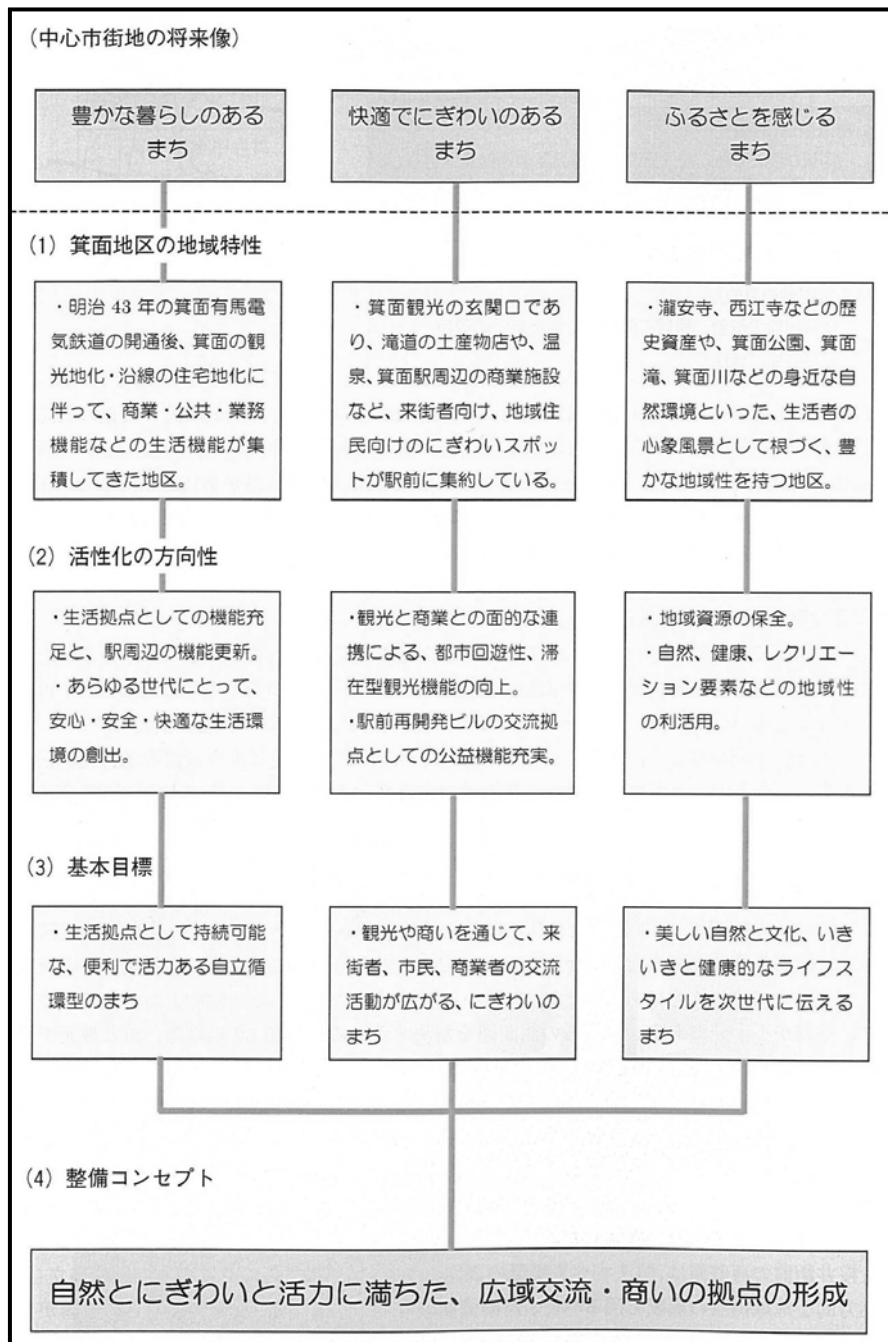 (中心市街地の将来像)
豊かな暮らしのある
まち
快適でにぎわいのある
まち
ふるさとを感じる
まち
(1) 箕面地区の地域特性
・明治 43 年の箕面有馬電
気鉄道の開通後、箕面の観
光地化・沿線の住宅地化に
伴って、商業・公共・業務
機能などの生活機能が集
積してきた地区。
・箕面観光の玄関口であ
り、滝道の土産物店や、温
泉、箕面駅周辺の商業施設
など、来街者向け、地域住
民向けのにぎわいスポッ
トが駅前に集約している。
・瀧安寺、西江寺などの歴
史資産や、箕面公園、箕面
滝、箕面川などの身近な自
然環境といった、生活者の
心象風景として根づく、豊
かな地域性を持つ地区。
(2) 活性化の方向性
・生活拠点としての機能充
足と、駅周辺の機能更新。
・あらゆる世代にとって、
安心・安全・快適な生活環
境の創出。
・観光と商業との面的な連
携による、都市回遊性、滞
在型観光機能の向上。
・駅前再開発ビルの交流拠
点としての公益機能充実。
・地域資源の保全。
・自然、健康、レクリエー
ション要素などの地域性
の利活用。
(3) 基本目標
・生活拠点として持続可能
な、便利で活力ある自立循
環型のまち
・観光や商いを通じて、来
街者、市民、商業者の交流
活動が広がる、にぎわいの
まち
・美しい自然と文化、いき
いきと健康的なライフス
タイルを次世代に伝える
まち
(4) 整備コンセプト
自然とにぎわいと活力に満ちた、広域交流・商いの拠点の形成